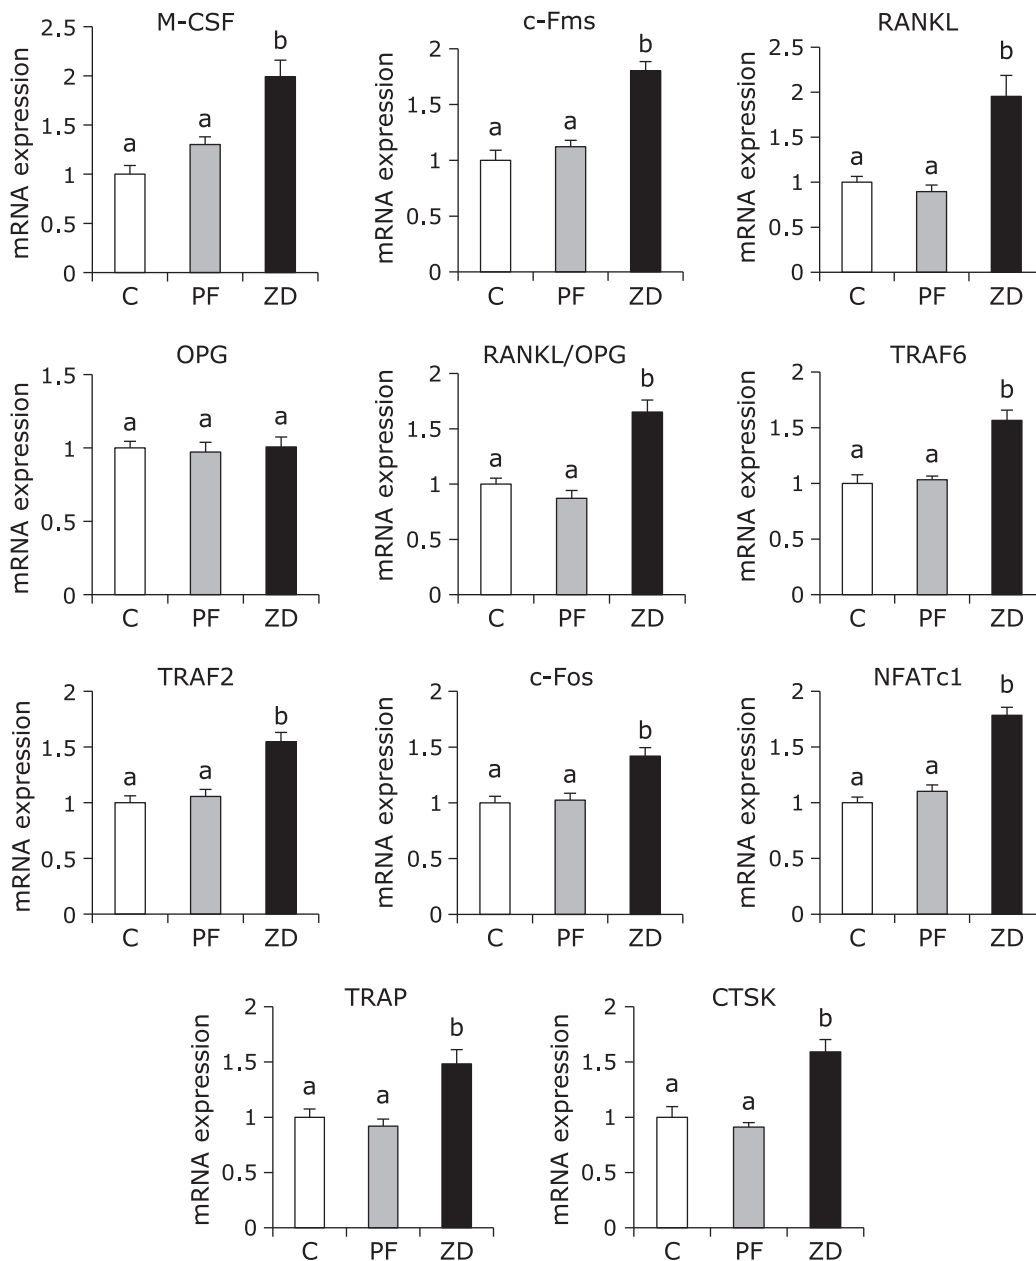 M-CSF
mRNA expression
2.5
2
1.5
1
0.5
0
a
a
b
C PF ZD
c-Fms
mRNA expression
2
1.5
1
0.5
0
a
a
b
C PF ZD
RANKL
mRNA expression
2.5
2
1.5
1
0.5
0
a
a
b
C PF ZD
OPG
mRNA expression
1.5
1
0.5
0
a
a
a
C PF ZD
RANKL/OPG
mRNA expression
2
1.5
1
0.5
0
a
a
b
C PF ZD
TRAF6
mRNA expression
2
1.5
1
0.5
0
a
a
b
C PF ZD
TRAF2
mRNA expression
2
1.5
1
0.5
0
a
a
b
C PF ZD
c-Fos
mRNA expression
2
1.5
1
0.5
0
a
a
b
C PF ZD
NFATc1
mRNA expression
2
1.5
1
0.5
0
a
a
b
C PF ZD
TRAP
mRNA expression
2
1.5
1
0.5
0
a
a
b
C PF ZD
CTSK
mRNA expression
2
1.5
1
0.5
0
a
a
b
C PF ZD